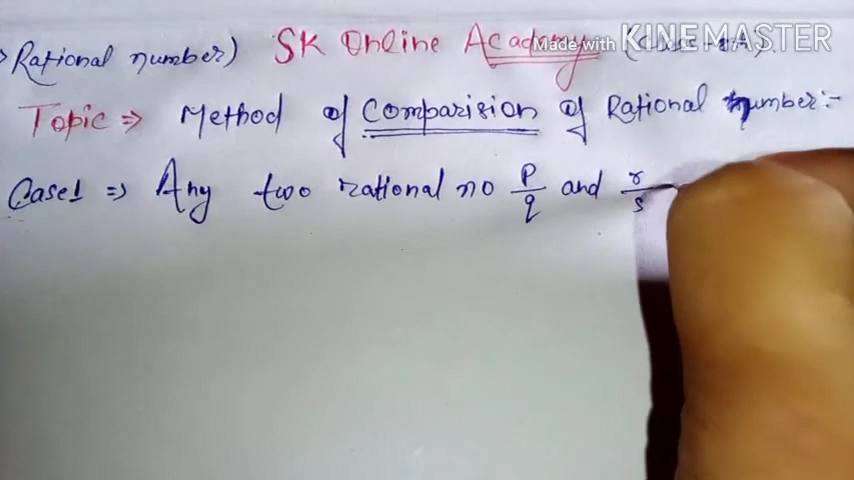 Rational number) SK Online Academy
Made with KINEMASTER
Topic ⇒ Method of Comparision of Rational number:-
Case1 ⇒ Any two rational no p/q and r/s